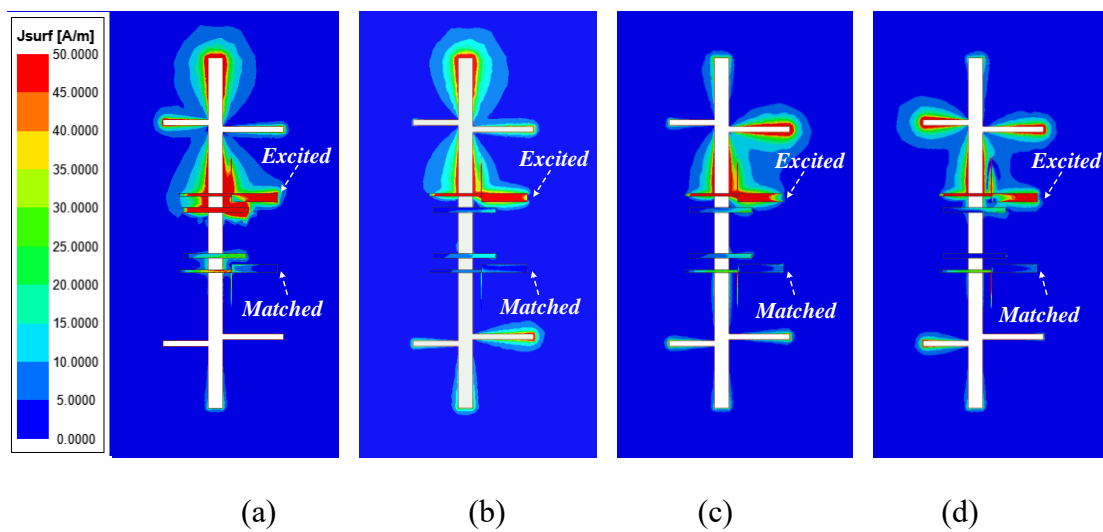 Jsurf [A/m]
50.0000
45.0000
40.0000
35.0000
30.0000
25.0000
20.0000
15.0000
10.0000
5.0000
0.0000
Excited
Matched
Excited
Matched
Excited
Matched
Excited
Matched
(a) (b) (c) (d)